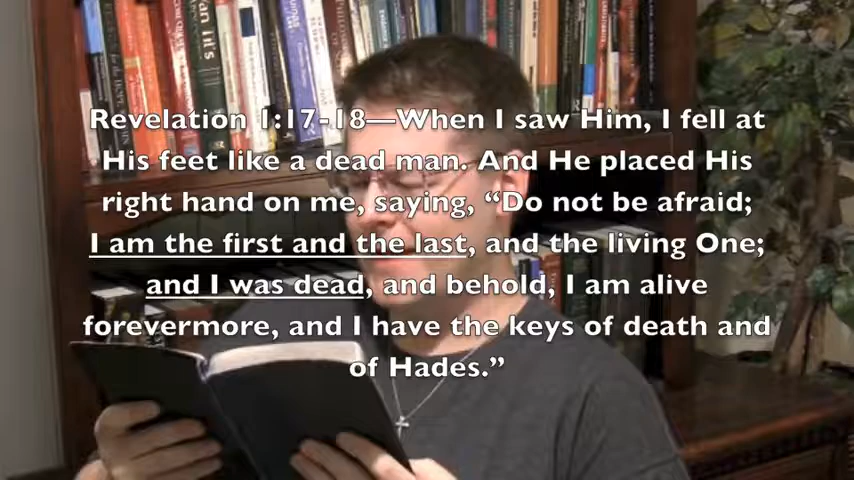 Revelation 1:17-18—When I saw Him, I fell at
His feet like a dead man. And He placed His
right hand on me, saying, “Do not be afraid;
I am the first and the last, and the living One;
and I was dead, and behold, I am alive
forevermore, and I have the keys of death and
of Hades.”